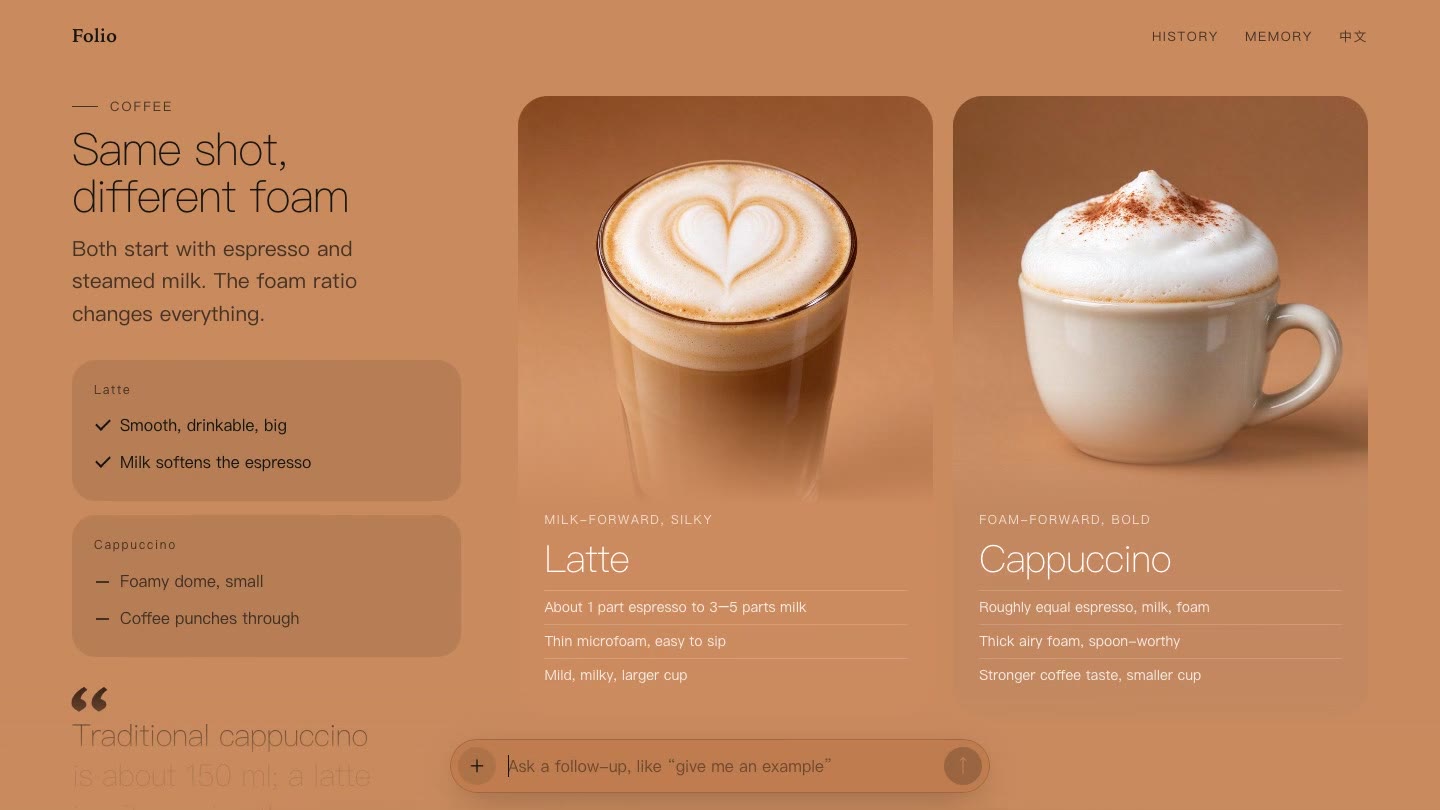 Folio
HISTORY
MEMORY
中文
COFFEE
Same shot,
different foam
Both start with espresso and
steamed milk. The foam ratio
changes everything.
Latte
Smooth, drinkable, big
Milk softens the espresso
Cappuccino
Foamy dome, small
Coffee punches through
“
Traditional cappuccino
is about 150 ml; a latte
MILK–FORWARD, SILKY
Latte
About 1 part espresso to 3—5 parts milk
Thin microfoam, easy to sip
Mild, milky, larger cup
FOAM–FORWARD, BOLD
Cappuccino
Roughly equal espresso, milk, foam
Thick airy foam, spoon–worthy
Stronger coffee taste, smaller cup
Ask a follow–up, like “give me an example”